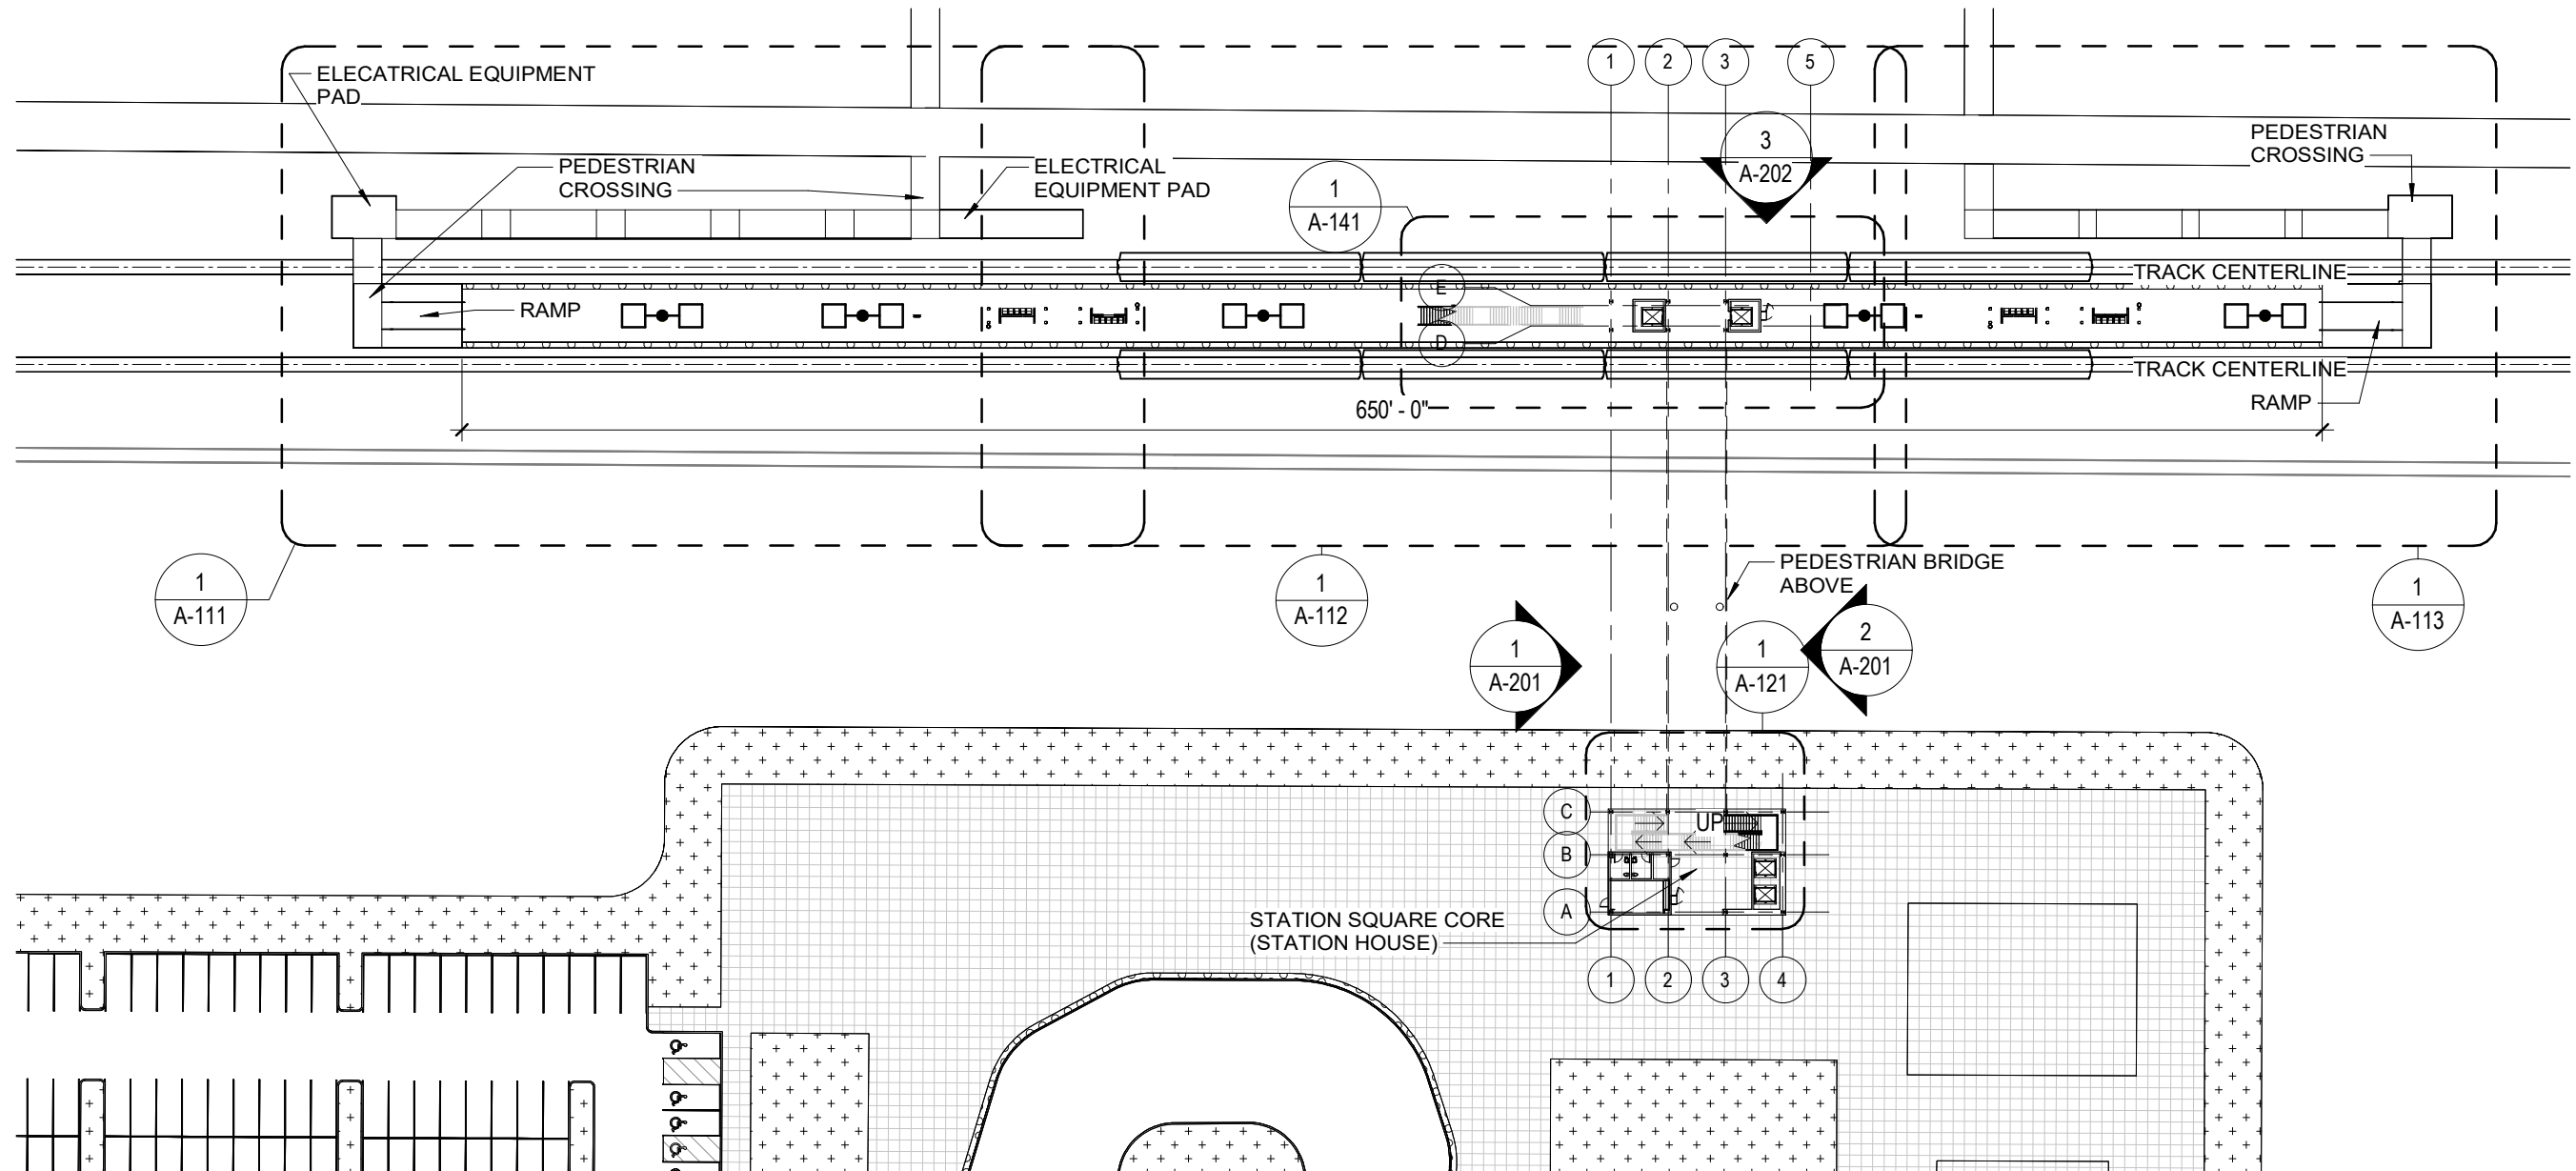 1
2
3
5
ELECATRICAL EQUIPMENT
PAD
PEDESTRIAN
CROSSING
ELECTRICAL
EQUIPMENT PAD
1
A-141
3
A-202
PEDESTRIAN
CROSSING
RAMP
E
D
TRACK CENTERLINE
TRACK CENTERLINE
RAMP
650' - 0"
1
A-111
1
A-112
PEDESTRIAN BRIDGE
ABOVE
1
A-113
1
A-201
1
A-121
2
A-201
C
UP
B
A
STATION SQUARE CORE
(STATION HOUSE)
1
2
3
4